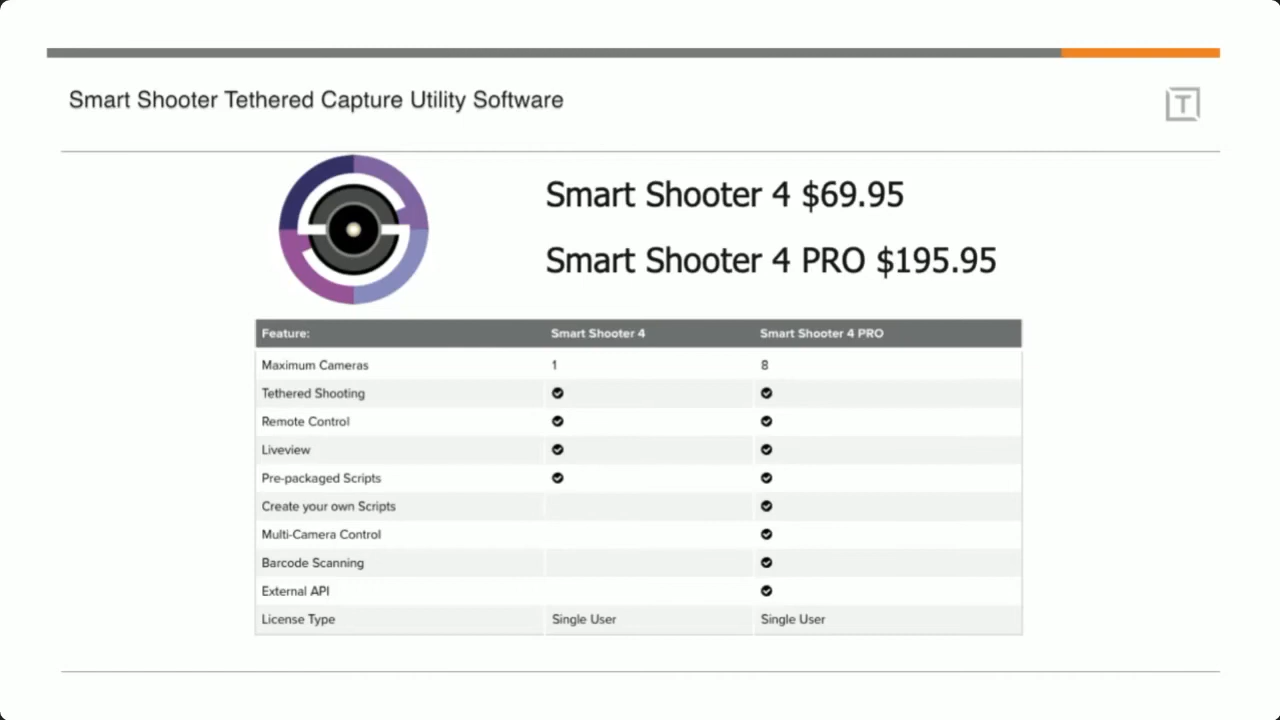 Smart Shooter Tethered Capture Utility Software
T
Smart Shooter 4 $69.95
Smart Shooter 4 PRO $195.95
Feature: Smart Shooter 4 Smart Shooter 4 PRO
Maximum Cameras 1 8
Tethered Shooting
Remote Control
Liveview
Pre-packaged Scripts
Create your own Scripts
Multi-Camera Control
Barcode Scanning
External API
License Type Single User Single User